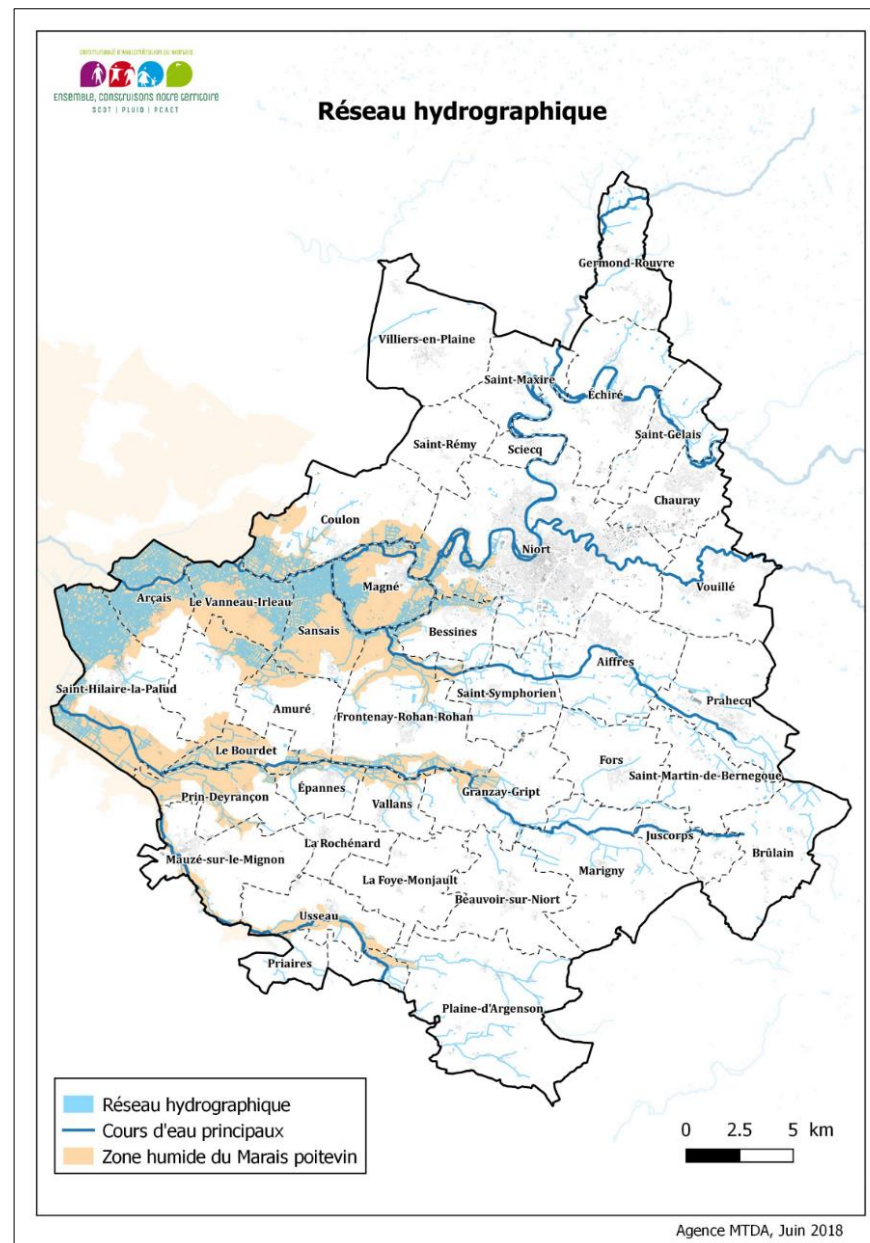 COMMUNAUTÉ D'AGGLOMÉRATION DU NIORTAIS
ENSEMBLE, CONSTRUISONS NOTRE TERRITOIRE
SCOT | PLUID | PCAET
Réseau hydrographique
Germond-Rouvre
Villiers-en-Plaine
Saint-Maxire
Échiré
Saint-Rémy
Sciecq
Saint-Gelais
Chauray
Coulon
Niort
Vouillé
Arçais
Le Vanneau-Irleau
Magné
Sansais
Bessines
Aiffres
Saint-Hilaire-la-Palud
Amuré
Saint-Symphorien
Prahecq
Frontenay-Rohan-Rohan
Le Bourdet
Fors
Saint-Martin-de-Bernegoue
Prin-Deyrançon
Épannes
Vallans
Granzay-Gript
Juscorps
La Rochénard
Mauzé-sur-le-Mignon
Marigny
Brûlain
La Foye-Monjault
Beauvoir-sur-Niort
Usseau
Priaires
Plaine-d'Argenson
Réseau hydrographique
Cours d'eau principaux
Zone humide du Marais poitevin
0 2.5 5 km
Agence MTDA, Juin 2018